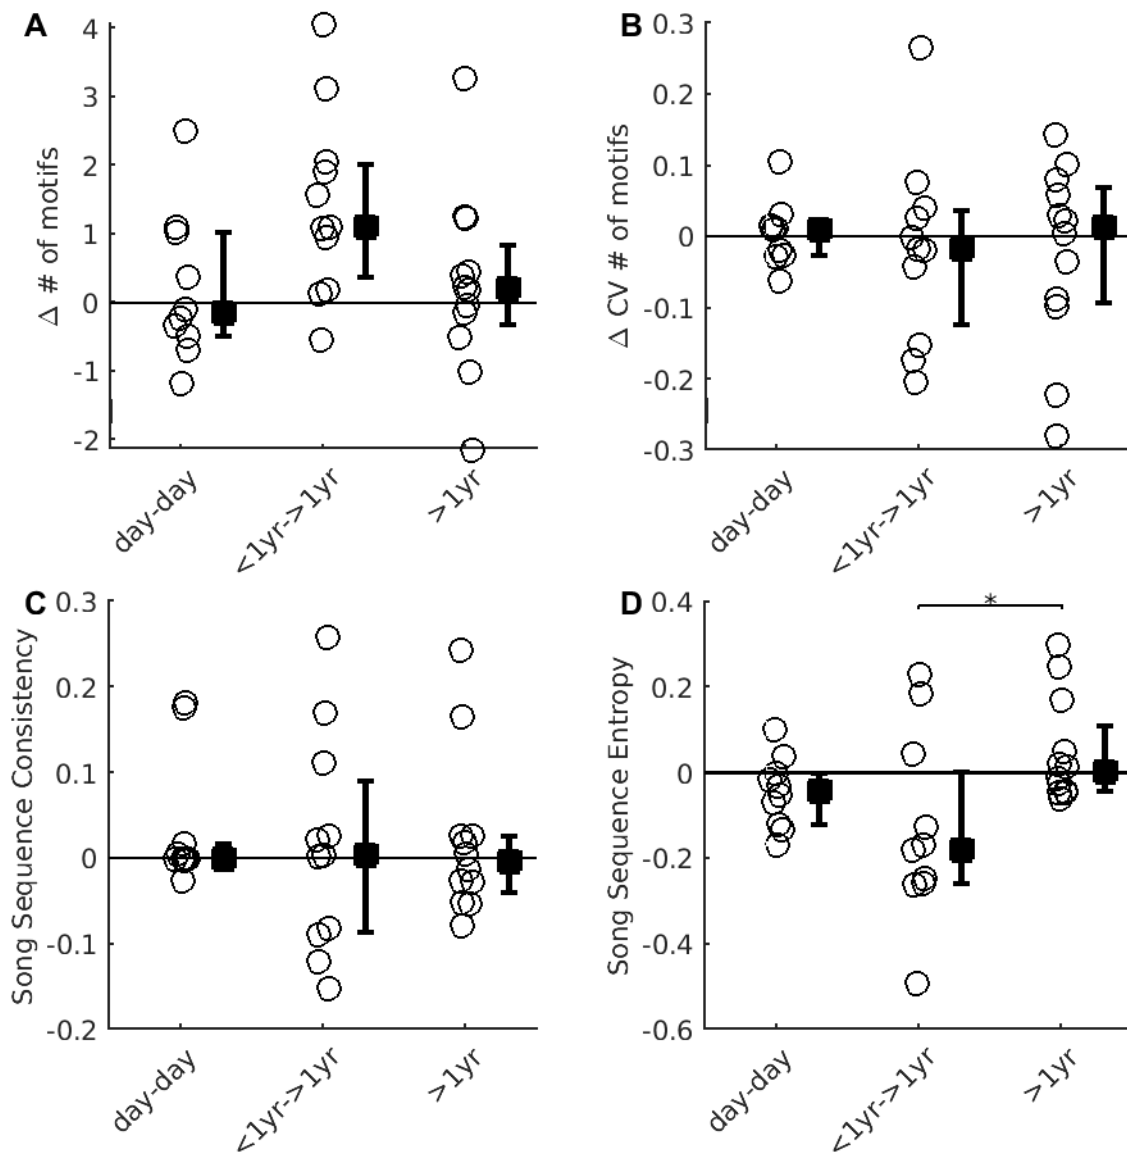 A
Δ # of motifs
4
3
2
1
0
-1
-2
day-day
<1yr->1yr
>1yr
B
Δ CV # of motifs
0.3
0.2
0.1
0
-0.1
-0.2
-0.3
day-day
<1yr->1yr
>1yr
C
Song Sequence Consistency
0.3
0.2
0.1
0
-0.1
-0.2
day-day
<1yr->1yr
>1yr
D
Song Sequence Entropy
0.4
0.2
0
-0.2
-0.4
-0.6
*
day-day
<1yr->1yr
>1yr